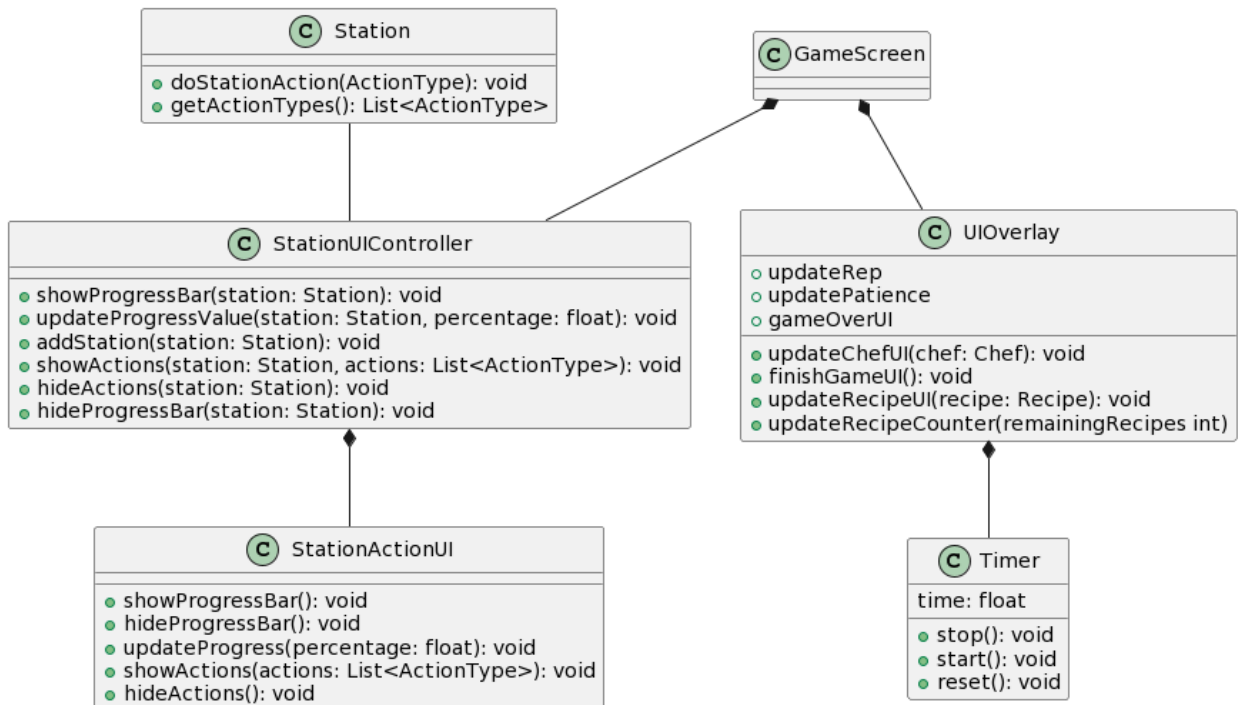 C Station
doStationAction(ActionType): void
getActionTypes(): List<ActionType>
C GameScreen
C StationUIController
showProgressBar(station: Station): void
updateProgressValue(station: Station, percentage: float): void
addStation(station: Station): void
showActions(station: Station, actions: List<ActionType>): void
hideActions(station: Station): void
hideProgressBar(station: Station): void
C UIOverlay
updateRep
updatePatience
gameOverUI
updateChefUI(chef: Chef): void
finishGameUI(): void
updateRecipeUI(recipe: Recipe): void
updateRecipeCounter(remainingRecipes int)
C StationActionUI
showProgressBar(): void
hideProgressBar(): void
updateProgress(percentage: float): void
showActions(actions: List<ActionType>): void
hideActions(): void
C Timer
time: float
stop(): void
start(): void
reset(): void